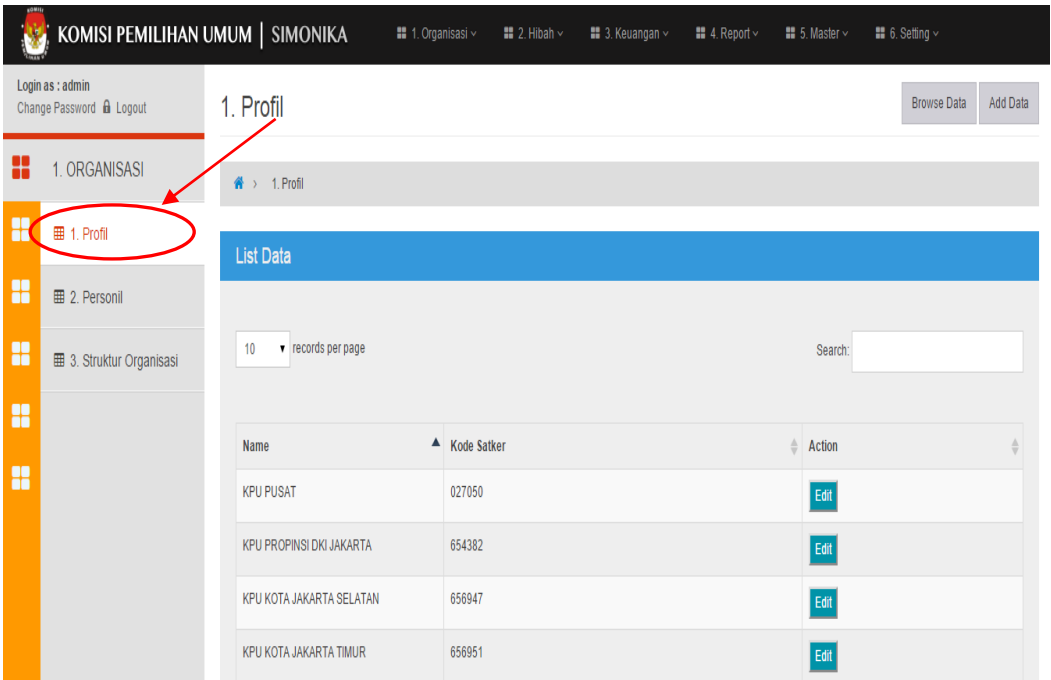 KOMISI PEMILIHAN UMUM | SIMONIKA
1. Organisasi 2. Hibah 3. Keuangan 4. Report 5. Master 6. Setting
Login as : admin
Change Password Logout
1. Profil
Browse Data Add Data
1. ORGANISASI
1. Profil
2. Personil
3. Struktur Organisasi
> 1. Profil
List Data
10 records per page
Search:
Name Kode Satker Action
KPU PUSAT 027050 Edit
KPU PROPINSI DKI JAKARTA 654382 Edit
KPU KOTA JAKARTA SELATAN 656947 Edit
KPU KOTA JAKARTA TIMUR 656951 Edit